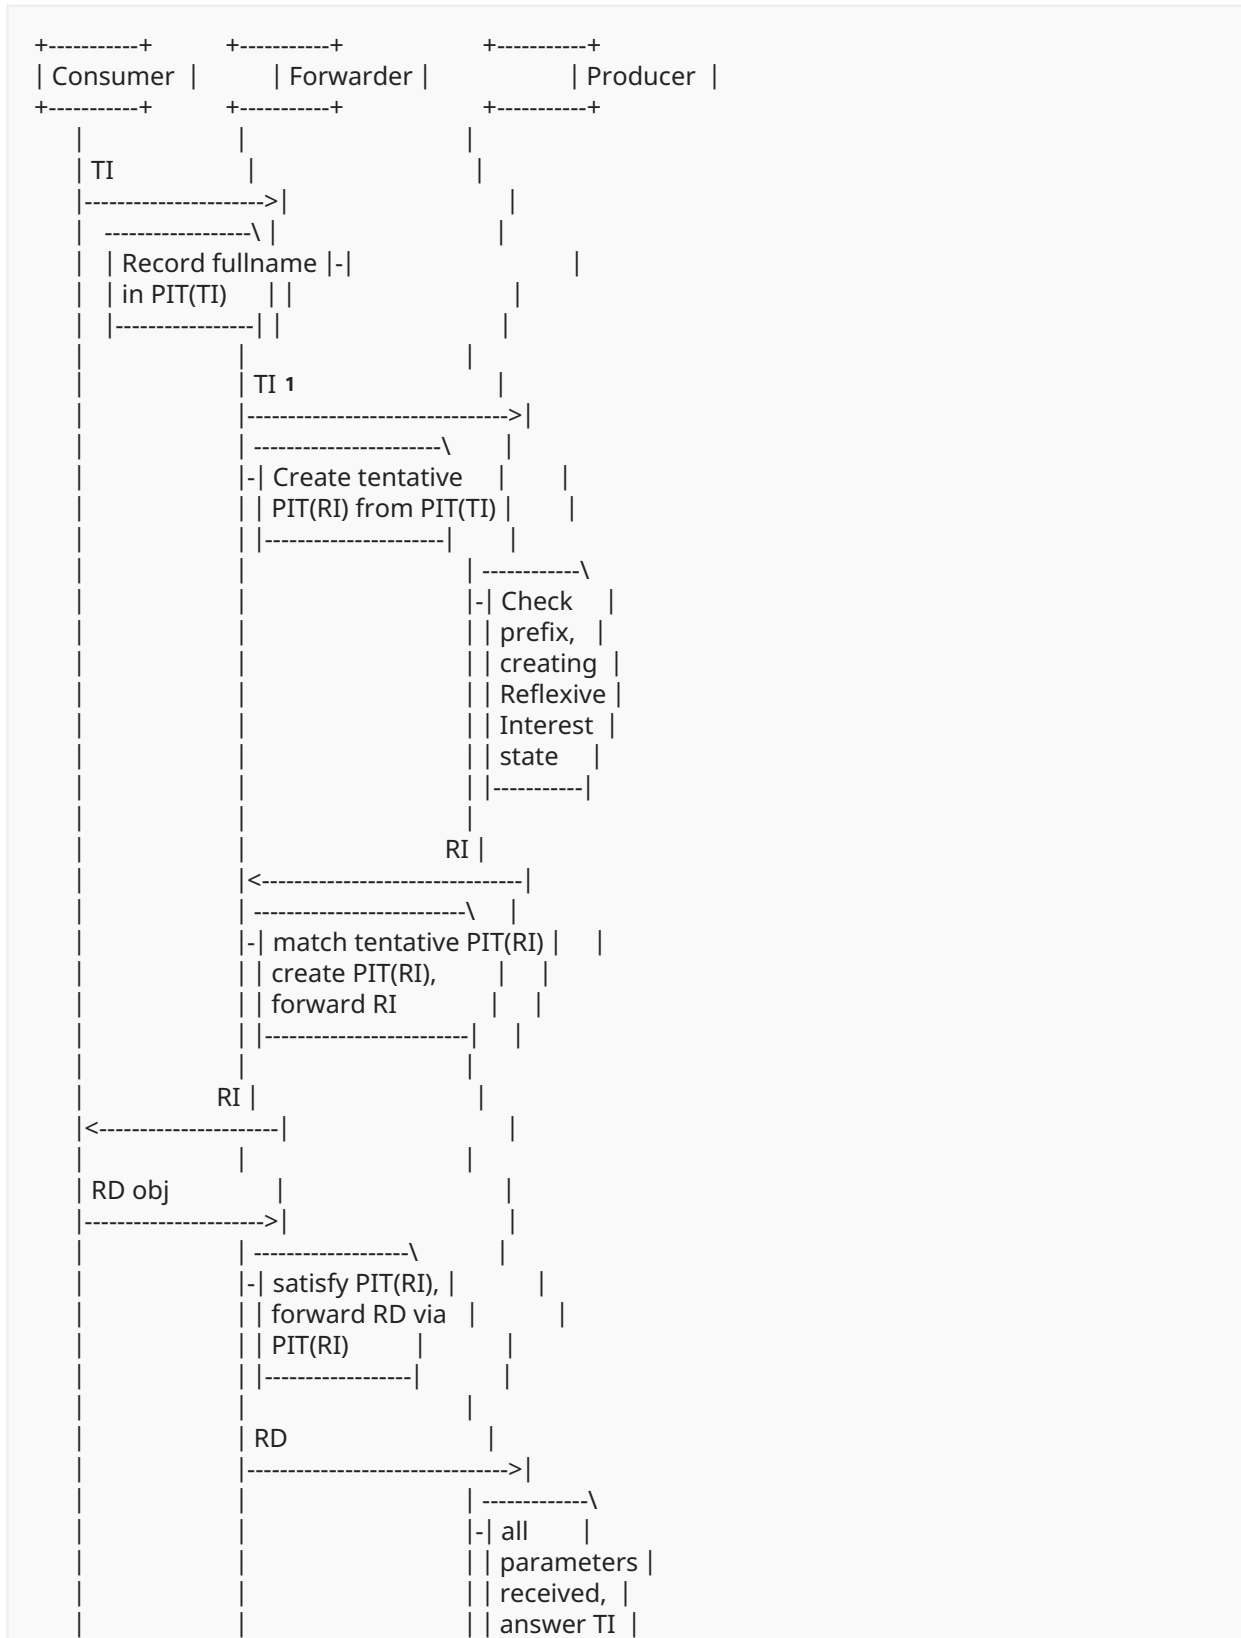 +-----------+ +-----------+ +-----------+
| Consumer | | Forwarder | | Producer |
+-----------+ +-----------+ +-----------+
| | |
| TI | |
|---------------------->| |
| ------------------\ | |
| | Record fullname |-| |
| | in PIT(TI) | | |
| |-----------------| | |
| | |
| | TI 1 |
| |-------------------------------->|
| | -----------------------\ |
| |-| Create tentative | |
| | | PIT(RI) from PIT(TI) | |
| | |----------------------| |
| | | ------------\
| | |-| Check |
| | | | prefix, |
| | | | creating |
| | | | Reflexive |
| | | | Interest |
| | | | state |
| | | |-----------|
| | |
| | RI |
| |<--------------------------------|
| | --------------------------\ |
| |-| match tentative PIT(RI) | |
| | | create PIT(RI), | |
| | | forward RI | |
| | |-------------------------| |
| | |
| RI | |
|<----------------------| |
| | |
| RD obj | |
|---------------------->| |
| | -------------------\ |
| |-| satisfy PIT(RI), | |
| | | forward RD via | |
| | | PIT(RI) | |
| | |------------------| |
| | |
| | RD |
| |-------------------------------->|
| | | -------------\
| | |-| all |
| | | | parameters |
| | | | received, |
| | | | answer TI |